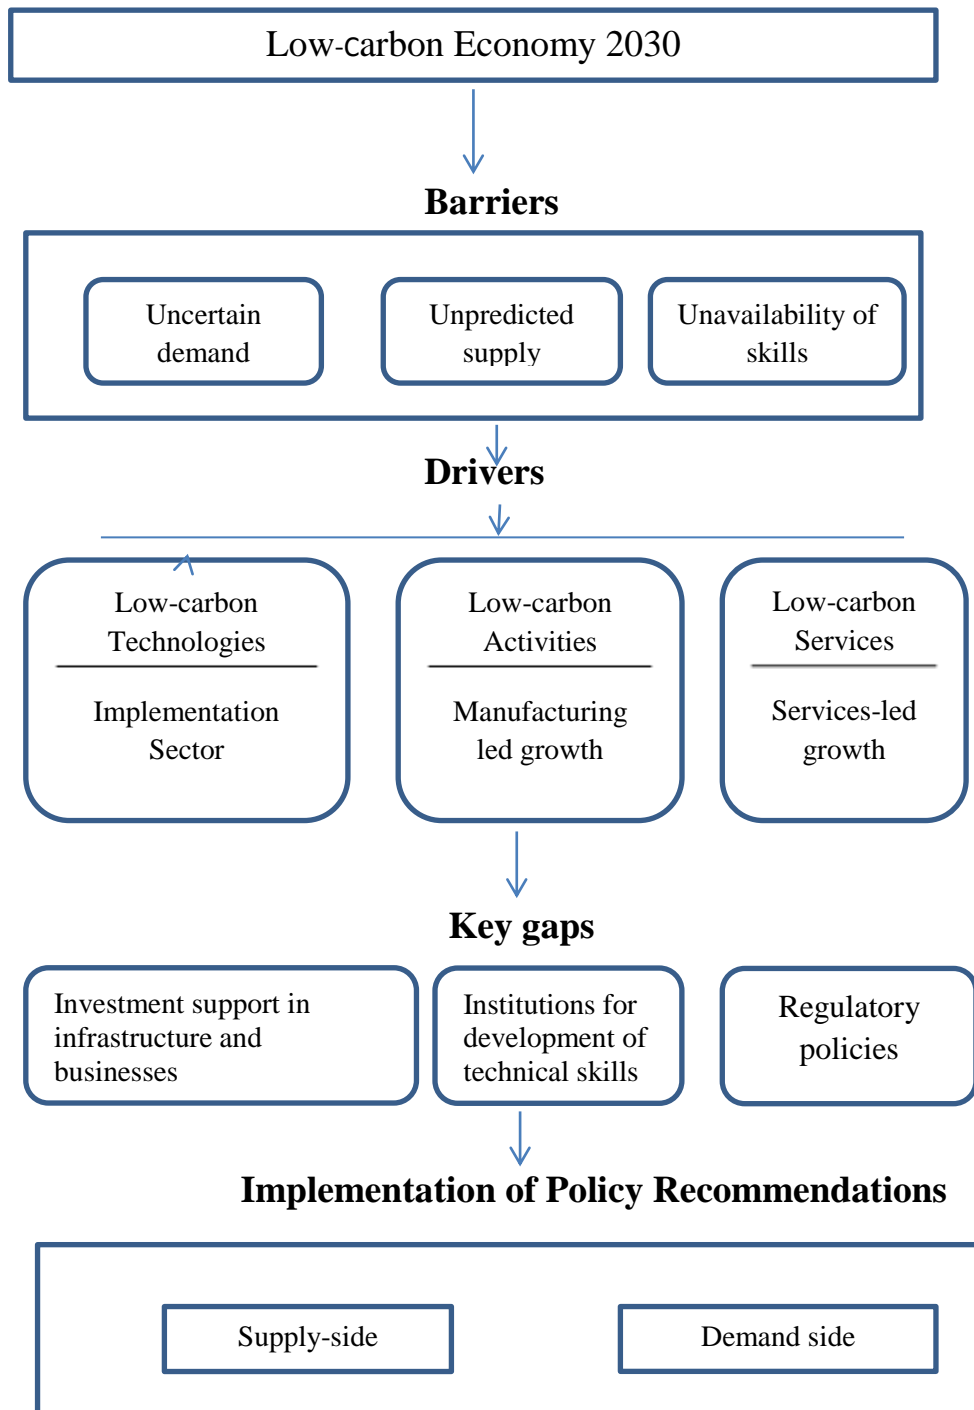 Low-carbon Economy 2030
Barriers
Uncertain
demand
Unpredicted
supply
Unavailability of
skills
Drivers
Low-carbon
Technologies
Implementation
Sector
Low-carbon
Activities
Manufacturing
led growth
Low-carbon
Services
Services-led
growth
Key gaps
Investment support in
infrastructure and
businesses
Institutions for
development of
technical skills
Regulatory
policies
Implementation of Policy Recommendations
Supply-side
Demand side